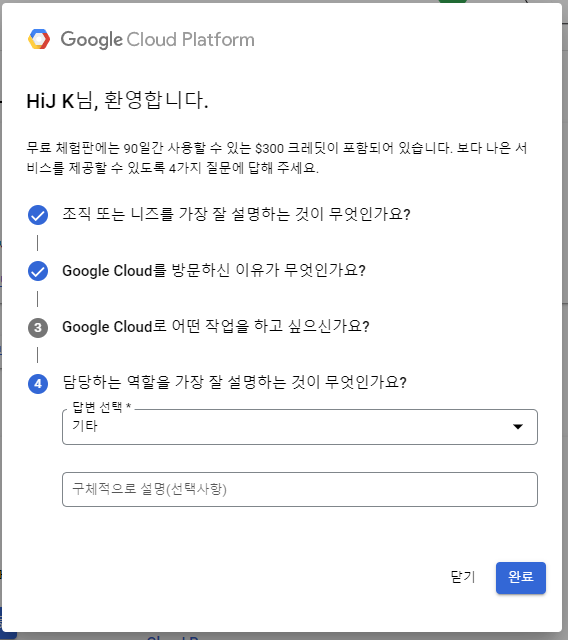 Google Cloud Platform
HiJ K님, 환영합니다.
무료 체험판에는 90일간 사용할 수 있는 $300 크레딧이 포함되어 있습니다. 보다 나은 서
비스를 제공할 수 있도록 4가지 질문에 답해 주세요.
조직 또는 니즈를 가장 잘 설명하는 것이 무엇인가요?
Google Cloud를 방문하신 이유가 무엇인가요?
3 Google Cloud로 어떤 작업을 하고 싶으신가요?
4 담당하는 역할을 가장 잘 설명하는 것이 무엇인가요?
답변 선택 *
기타
구체적으로 설명(선택사항)
닫기 완료